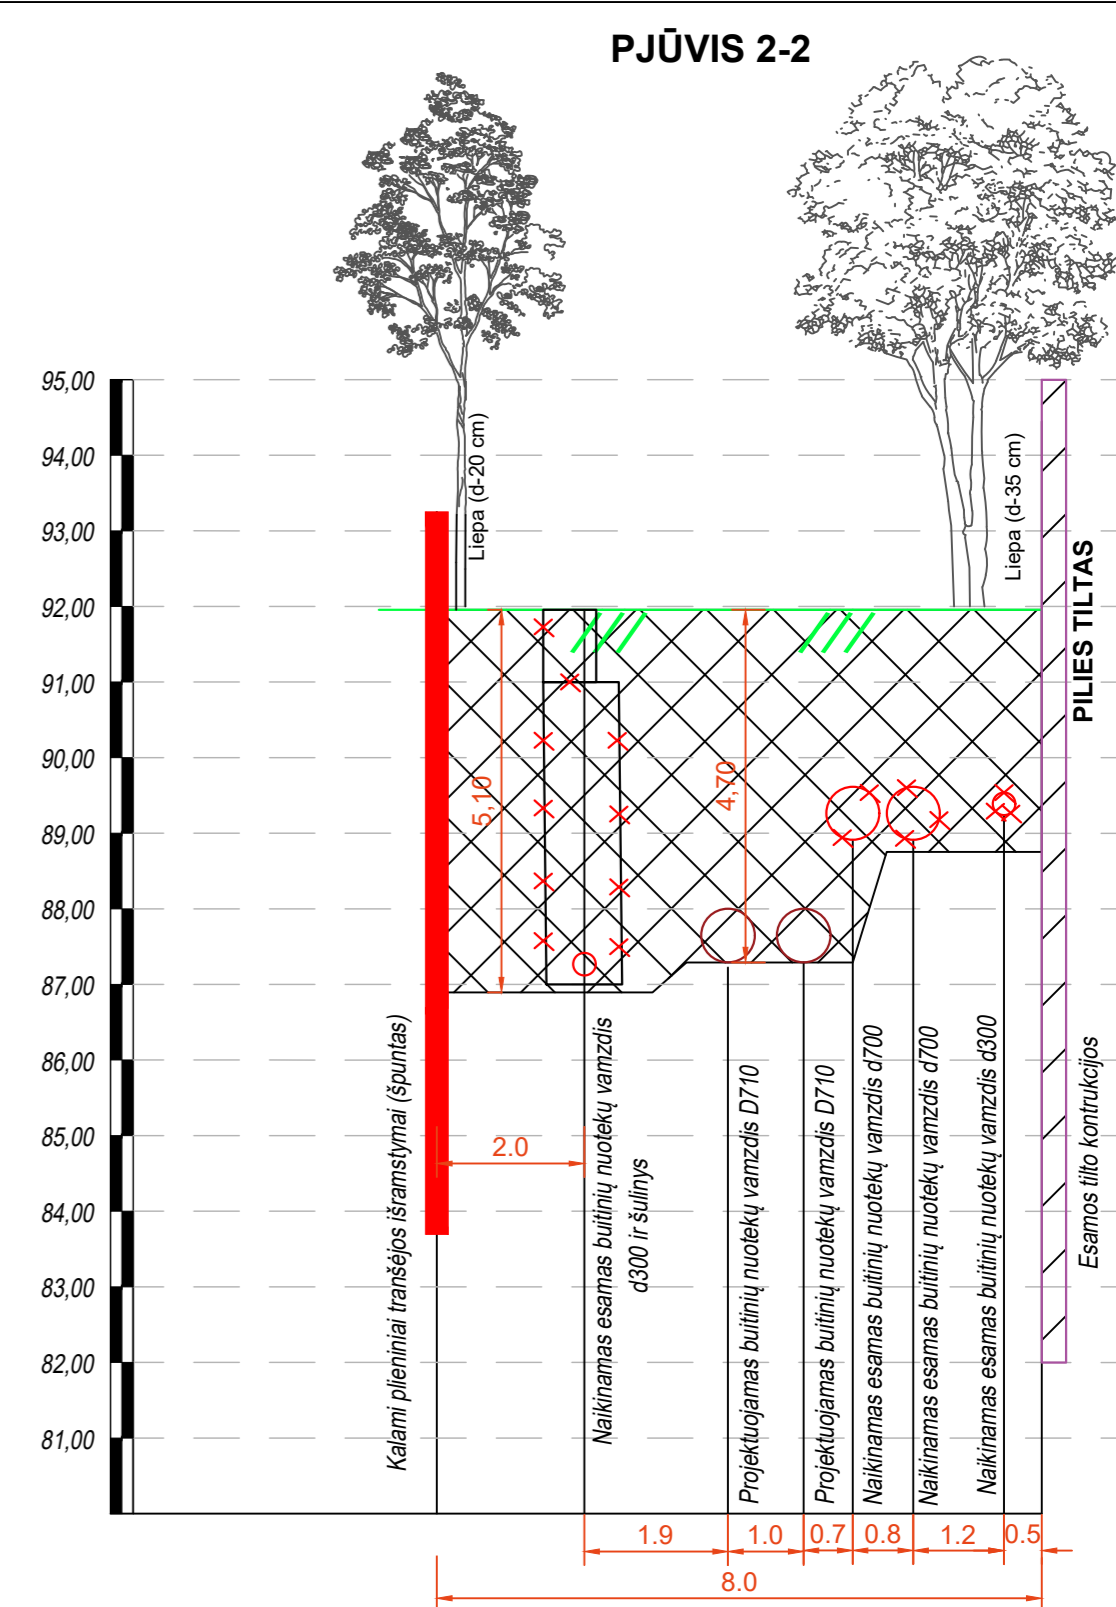 PJŪVIS 2-2
95,00
94,00
93,00
92,00
91,00
90,00
89,00
88,00
87,00
86,00
85,00
84,00
83,00
82,00
81,00
Liepa (d-20 cm)
Liepa (d-35 cm)
PILIES TILTAS
5,10
4,70
2.0
Kalami plieniniai tranšėjos išramstymai (špuntas)
Naikinamas esamas buitinių nuotekų vamzdis
d300 ir šulinys
Projektuojamas buitinių nuotekų vamzdis D710
Projektuojamas buitinių nuotekų vamzdis D710
Naikinamas esamas buitinių nuotekų vamzdis d700
Naikinamas esamas buitinių nuotekų vamzdis d700
Naikinamas esamas buitinių nuotekų vamzdis d300
Esamos tilto kontrukcijos
1.9
1.0
0.7
0.8
1.2
0.5
8.0